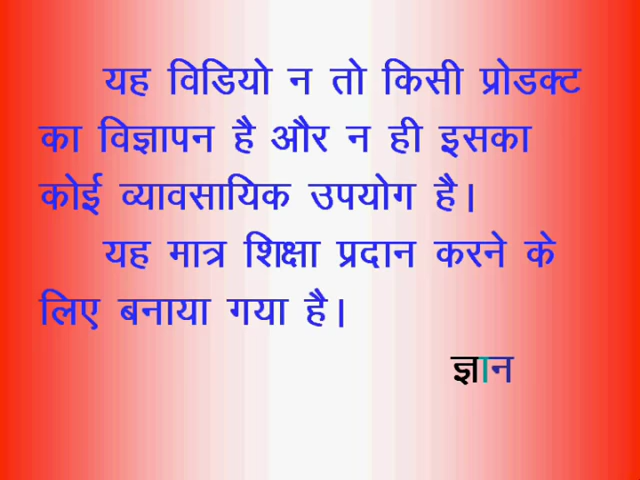 यह विडियो न तो किसी प्रोडक्ट
का विज्ञापन है और न ही इसका
कोई व्यावसायिक उपयोग है।
यह मात्र शिक्षा प्रदान करने के
लिए बनाया गया है।
ज्ञान